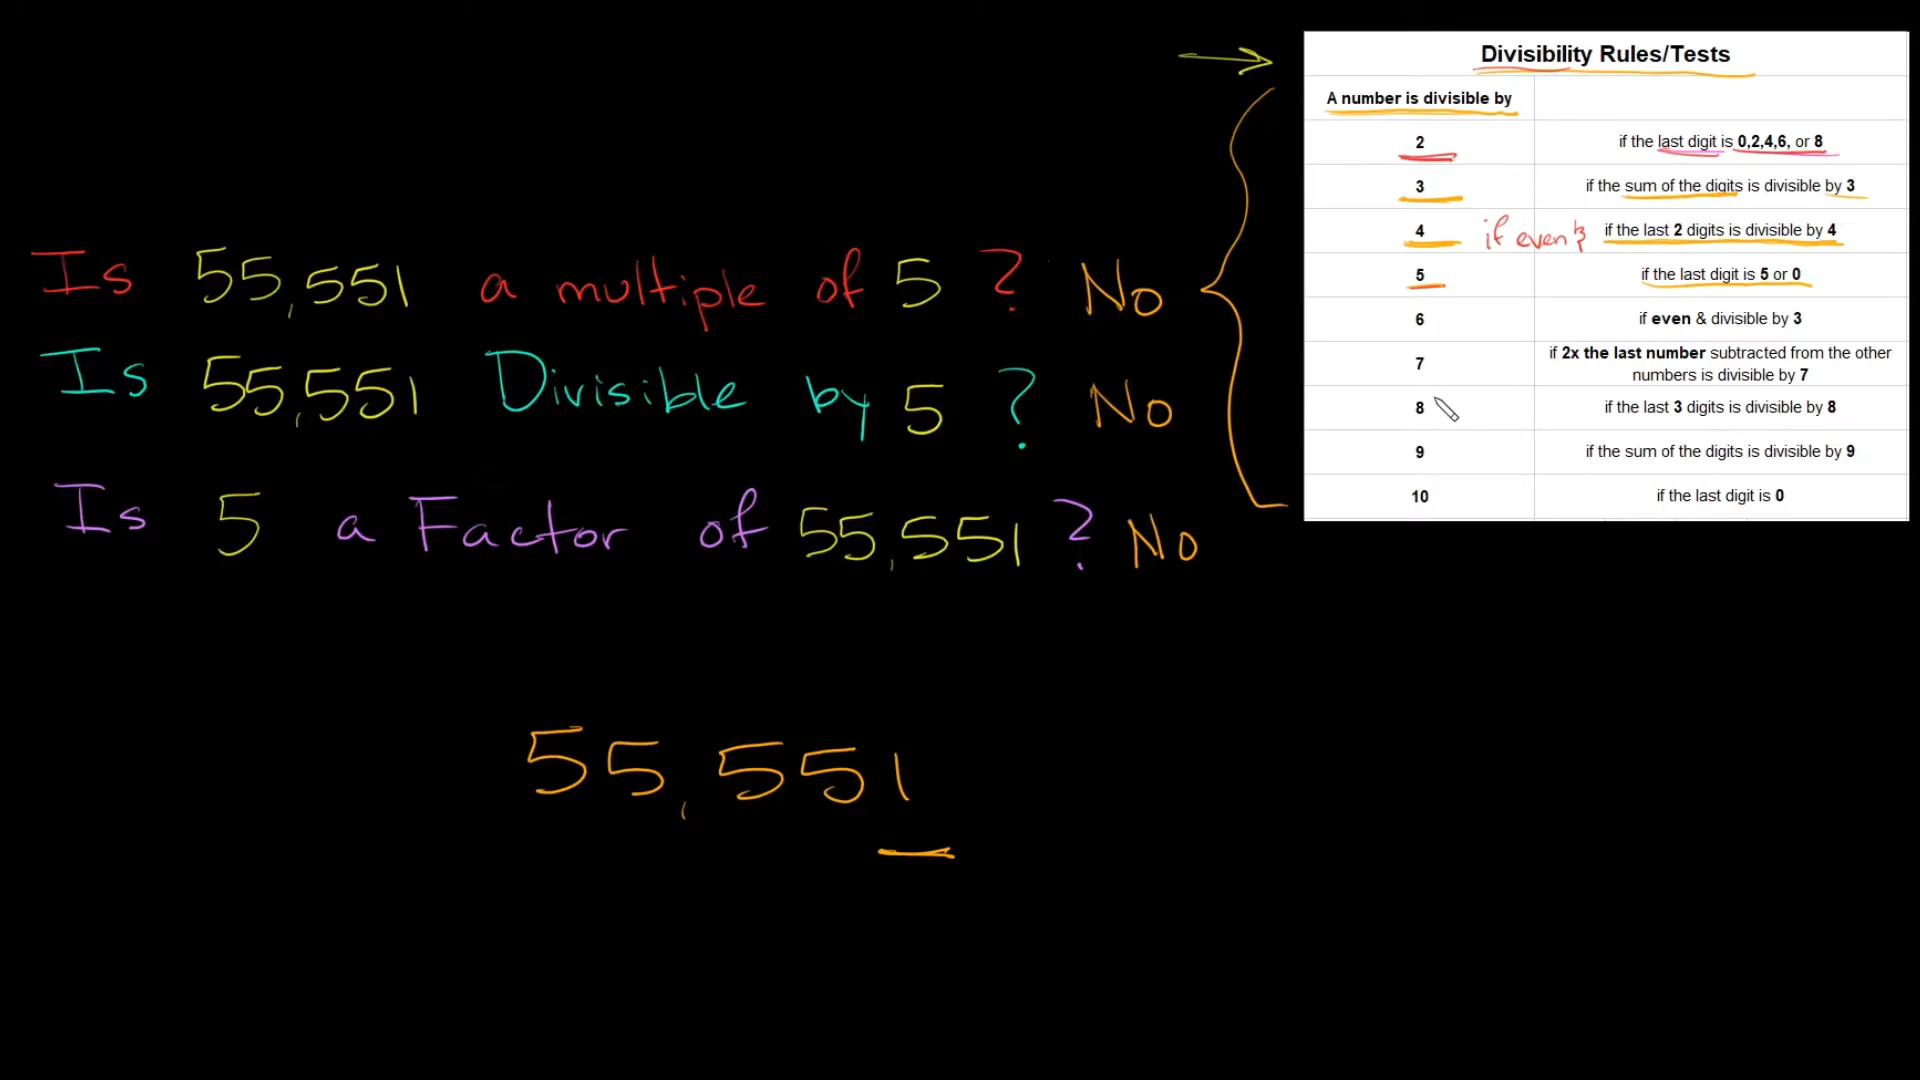 Divisibility Rules/Tests
A number is divisible by
2 if the last digit is 0,2,4,6, or 8
3 if the sum of the digits is divisible by 3
4 if even & if the last 2 digits is divisible by 4
5 if the last digit is 5 or 0
6 if even & divisible by 3
7 if 2x the last number subtracted from the other
numbers is divisible by 7
8 if the last 3 digits is divisible by 8
9 if the sum of the digits is divisible by 9
10 if the last digit is 0
Is 55,551 a multiple of 5 ? No
Is 55,551 Divisible by 5 ? No
Is 5 a Factor of 55,551 ? No
55,551